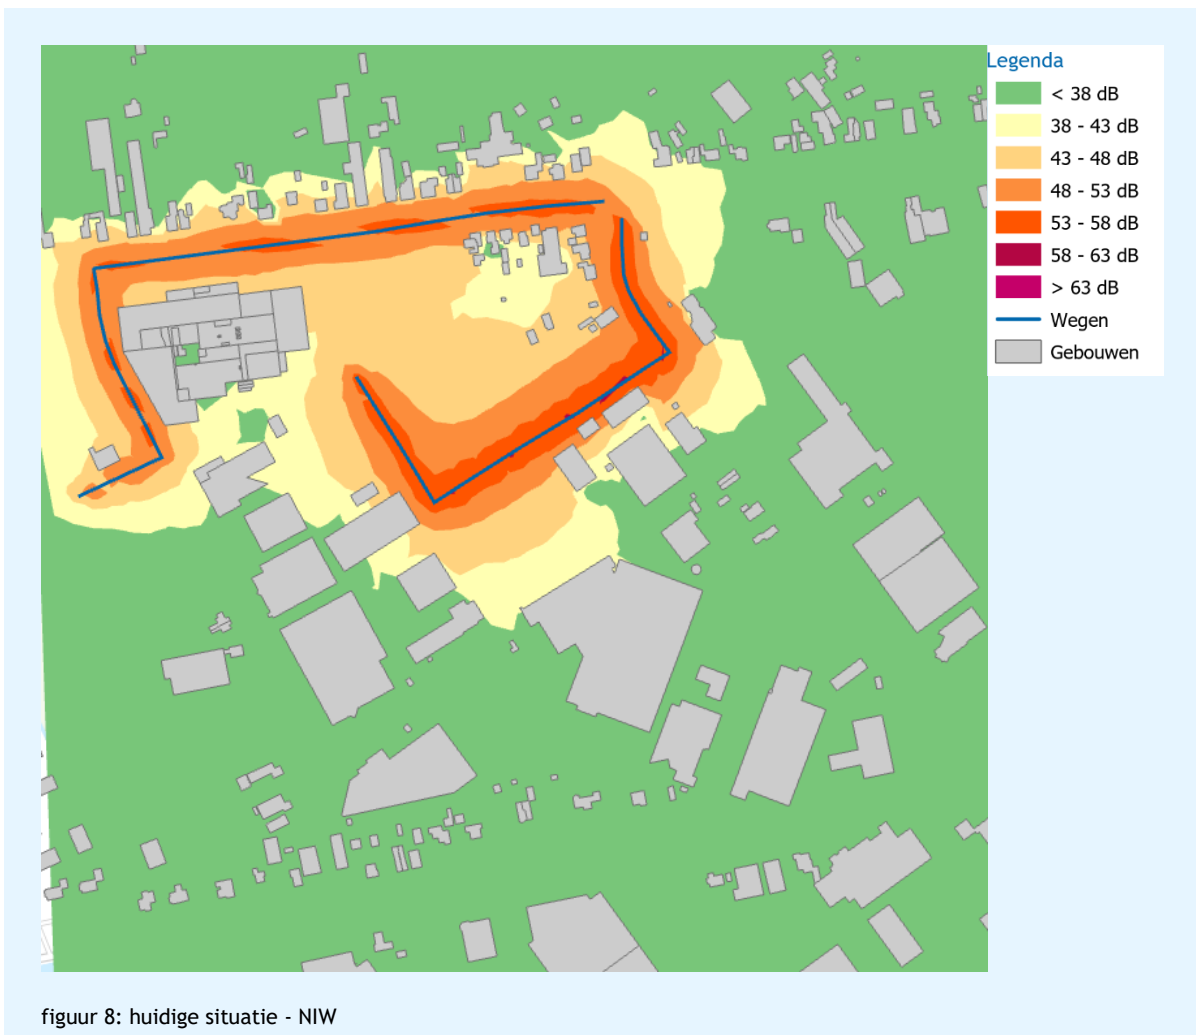 Legenda
< 38 dB
38 - 43 dB
43 - 48 dB
48 - 53 dB
53 - 58 dB
58 - 63 dB
> 63 dB
Wegen
Gebouwen
figuur 8: huidige situatie - NIW